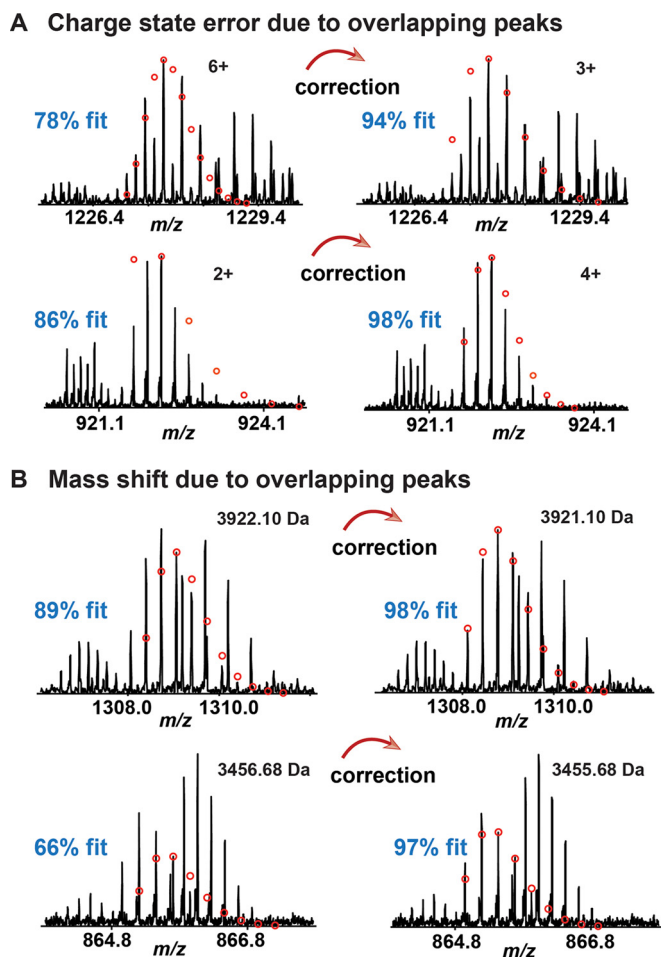 A Charge state error due to overlapping peaks
6+
correction
3+
78% fit
94% fit
1226.4
1229.4
m/z
1226.4
1229.4
m/z
2+
correction
4+
86% fit
98% fit
921.1
924.1
m/z
921.1
924.1
m/z
B Mass shift due to overlapping peaks
3922.10 Da
correction
3921.10 Da
89% fit
98% fit
1308.0
1310.0
m/z
1308.0
1310.0
m/z
3456.68 Da
correction
3455.68 Da
66% fit
97% fit
864.8
866.8
m/z
864.8
866.8
m/z